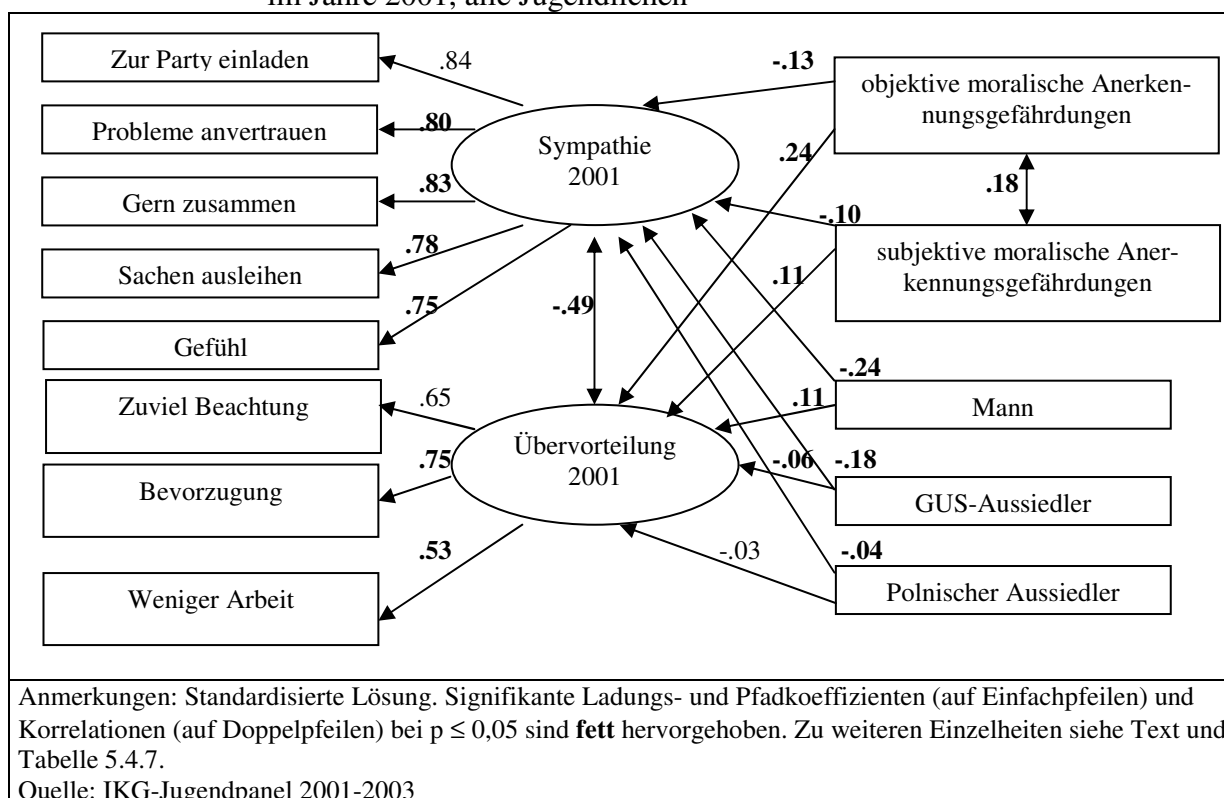 im Jahre 2001, alle Jugendlichen
Zur Party einladen
.84
-.13
objektive moralische Anerken-
nungsgefährdungen
Probleme anvertrauen
.80
Sympathie
2001
.24
.18
Gern zusammen
.83
-.10
Sachen ausleihen
.78
subjektive moralische Aner-
kennungsgefährdungen
.11
.75
-.49
Gefühl
-.24
Zuviel Beachtung
.65
.11
Mann
Übervorteilung
2001
Bevorzugung
.75
-.06
-.18
GUS-Aussiedler
.53
-.03
-.04
Weniger Arbeit
Polnischer Aussiedler
Anmerkungen: Standardisierte Lösung. Signifikante Ladungs- und Pfadkoeffizienten (auf Einfachpfeilen) und
Korrelationen (auf Doppelpfeilen) bei p ≤ 0,05 sind fett hervorgehoben. Zu weiteren Einzelheiten siehe Text und
Tabelle 5.4.7.
Quelle: IKG-Jugendpanel 2001-2003